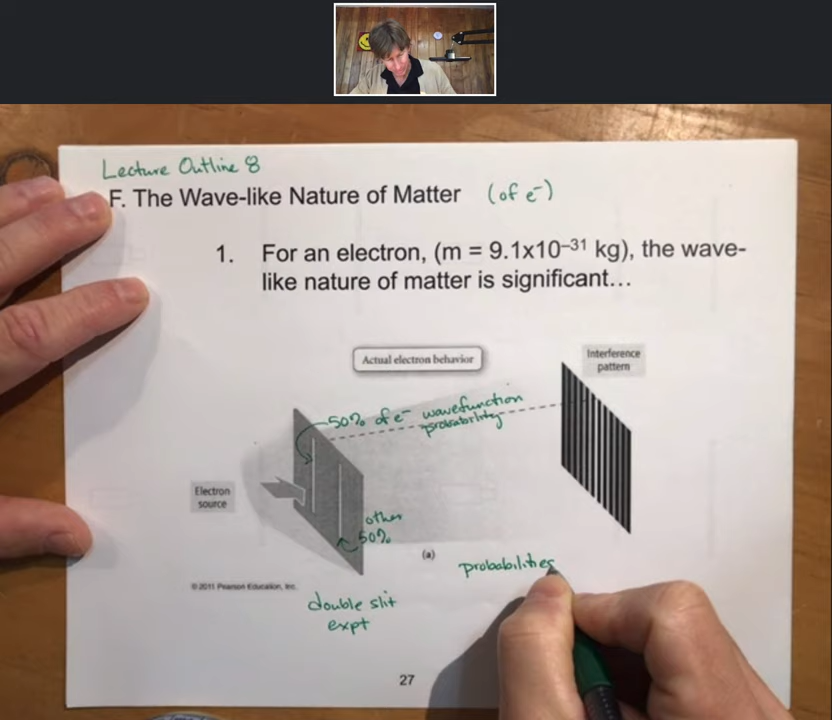 Lecture Outline 8
F. The Wave-like Nature of Matter (of e⁻)
1. For an electron, (m = 9.1x10⁻³¹ kg), the wave-
like nature of matter is significant…
Actual electron behavior
Interference
pattern
50% of e⁻ wavefunction
probability
Electron
source
other
50%
(a)
probabilities
© 2011 Pearson Education, Inc.
double slit
expt
27